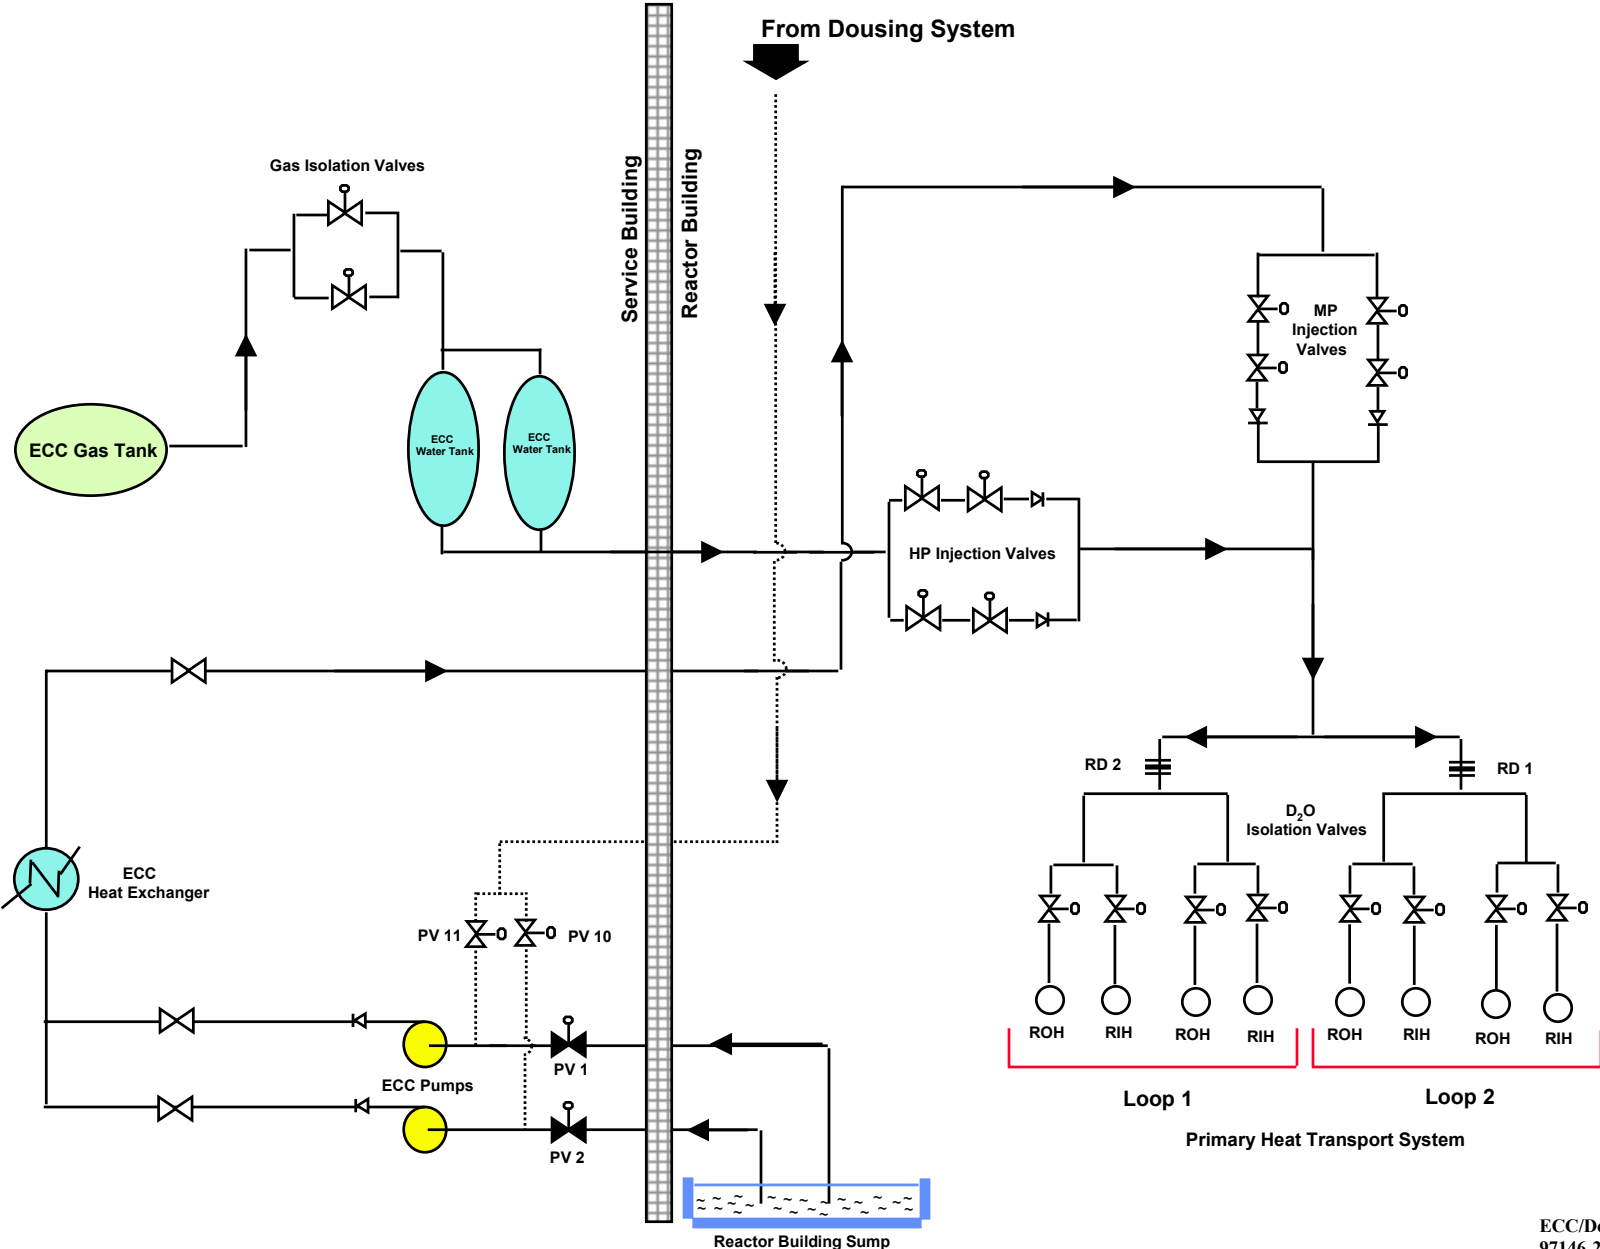 From Dousing System
Gas Isolation Valves
Service Building
Reactor Building
MP
Injection
Valves
ECC Gas Tank
ECC
Water Tank
ECC
Water Tank
HP Injection Valves
RD 2
RD 1
D2O
Isolation Valves
ECC
Heat Exchanger
PV 11
PV 10
ROH
RIH
ROH
RIH
ROH
RIH
ROH
RIH
PV 1
ECC Pumps
Loop 1
Loop 2
Primary Heat Transport System
PV 2
Reactor Building Sump